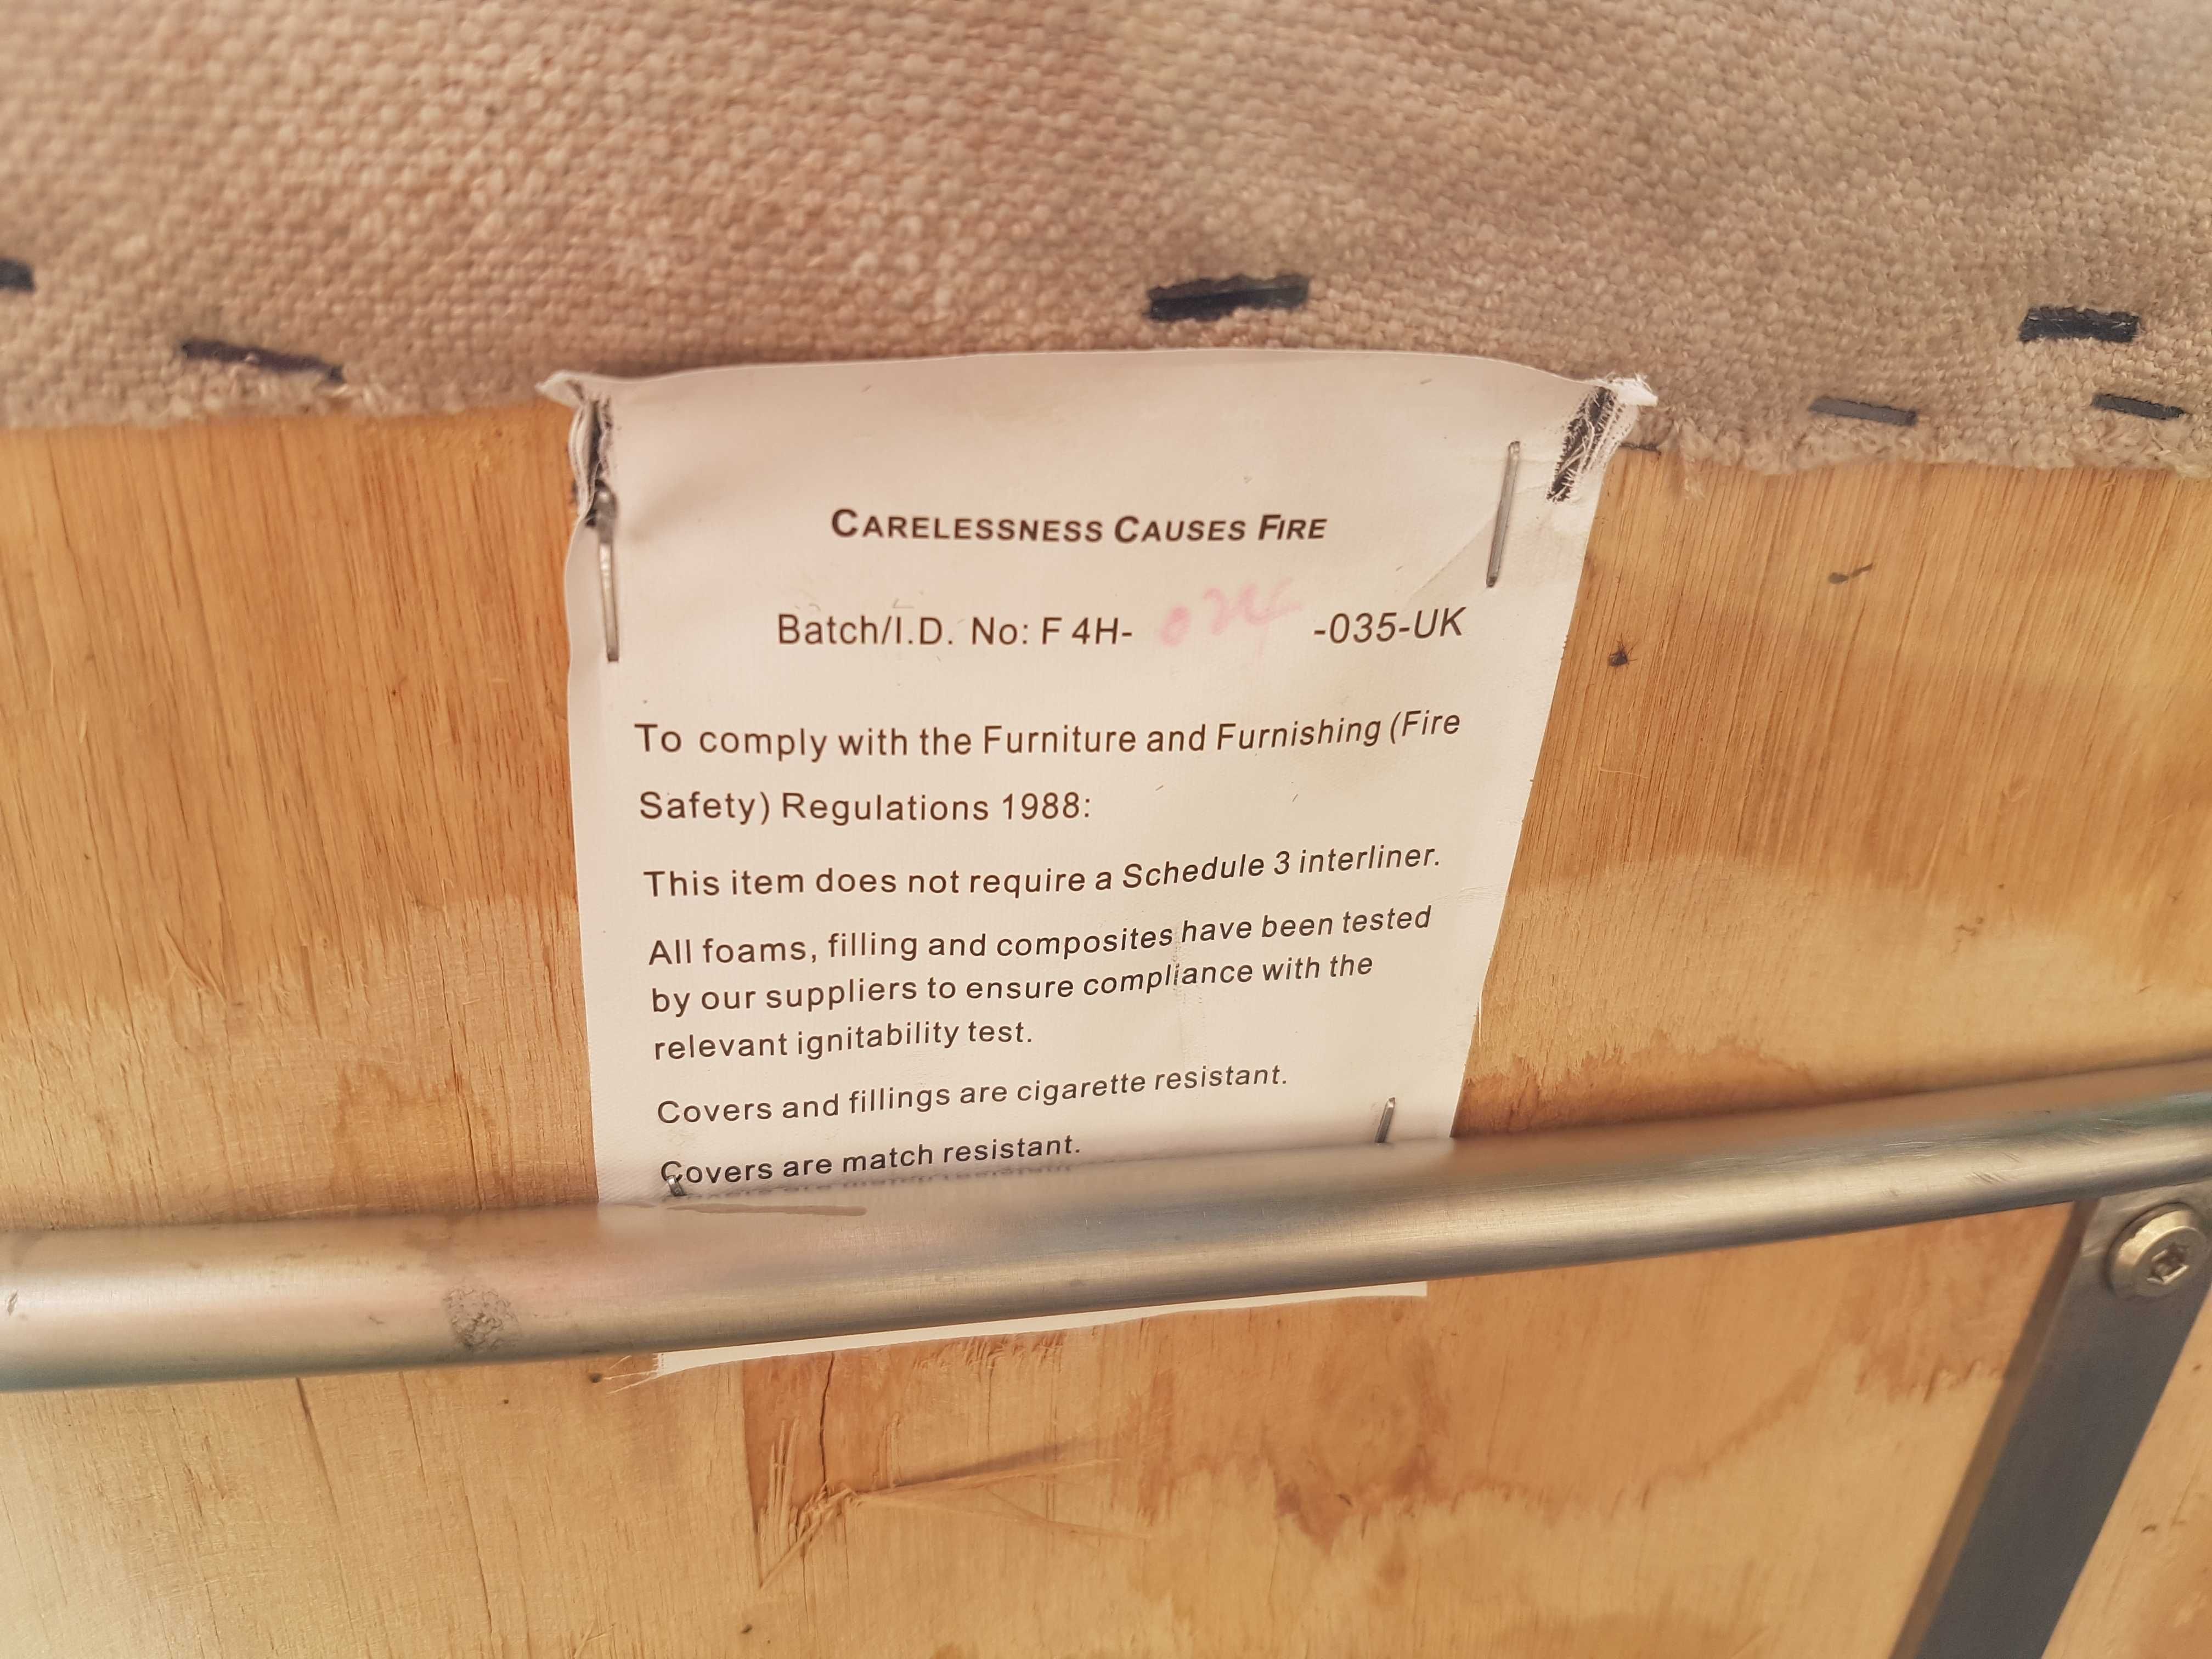 CARELESSNESS CAUSES FIRE
Batch/I.D. No: F 4H- -035-UK
To comply with the Furniture and Furnishing (Fire
Safety) Regulations 1988:
This item does not require a Schedule 3 interliner.
All foams, filling and composites have been tested
by our suppliers to ensure compliance with the
relevant ignitability test.
Covers and fillings are cigarette resistant.
Covers are match resistant.